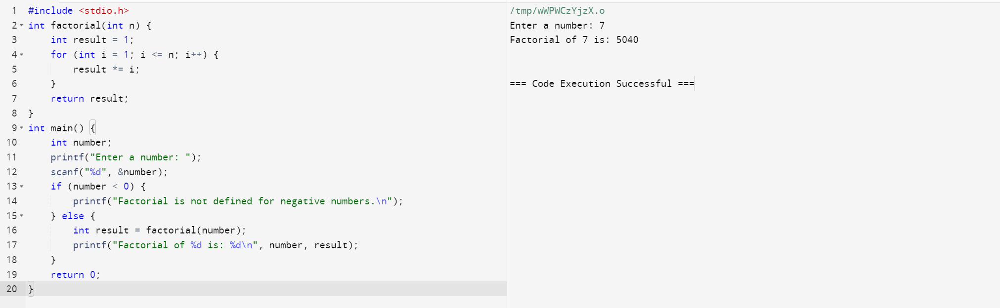 1 #include <stdio.h>
2 int factorial(int n) {
3     int result = 1;
4     for (int i = 1; i <= n; i++) {
5         result *= i;
6     }
7     return result;
8 }
9 int main() {
10     int number;
11     printf("Enter a number: ");
12     scanf("%d", &number);
13     if (number < 0) {
14         printf("Factorial is not defined for negative numbers.\n");
15     } else {
16         int result = factorial(number);
17         printf("Factorial of %d is: %d\n", number, result);
18     }
19     return 0;
20 }
/tmp/wWPWCzYjzX.o
Enter a number: 7
Factorial of 7 is: 5040
=== Code Execution Successful ===